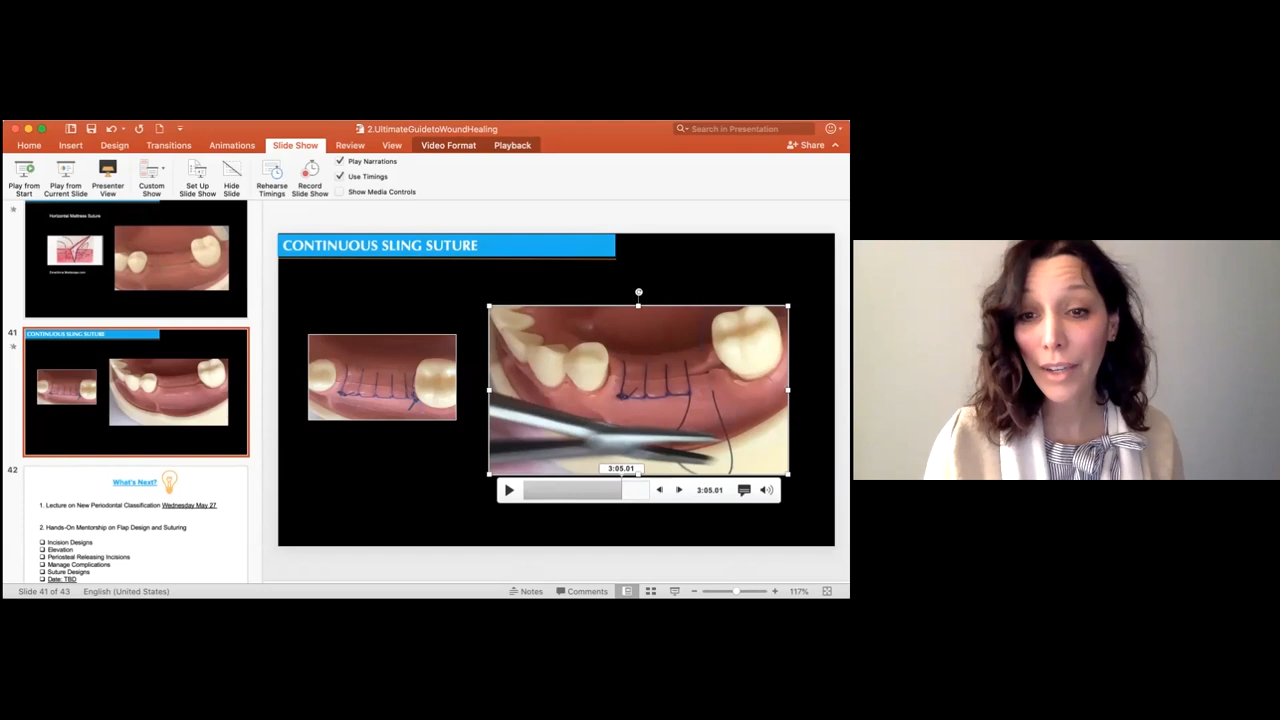 2.UltimateGuidetoWoundHealing
Search in Presentation
Home Insert Design Transitions Animations Slide Show Review View Video Format Playback
Share
Play from Start
Play from Current Slide
Presenter View
Custom Show
Set Up Slide Show
Hide Slide
Rehearse Timings
Record Slide Show
Play Narrations
Use Timings
Show Media Controls
Horizontal Mattress Suture
41
CONTINUOUS SLING SUTURE
42
What's Next?
1. Lecture on New Periodontal Classification Wednesday May 27
2. Hands-On Mentorship on Flap Design and Suturing
Incision Designs
Elevation
Periosteal Releasing Incisions
Manage Complications
Suture Designs
Date: TBD
CONTINUOUS SLING SUTURE
3:05.01
3:05.01
Slide 41 of 43 English (United States)
Notes Comments 117%